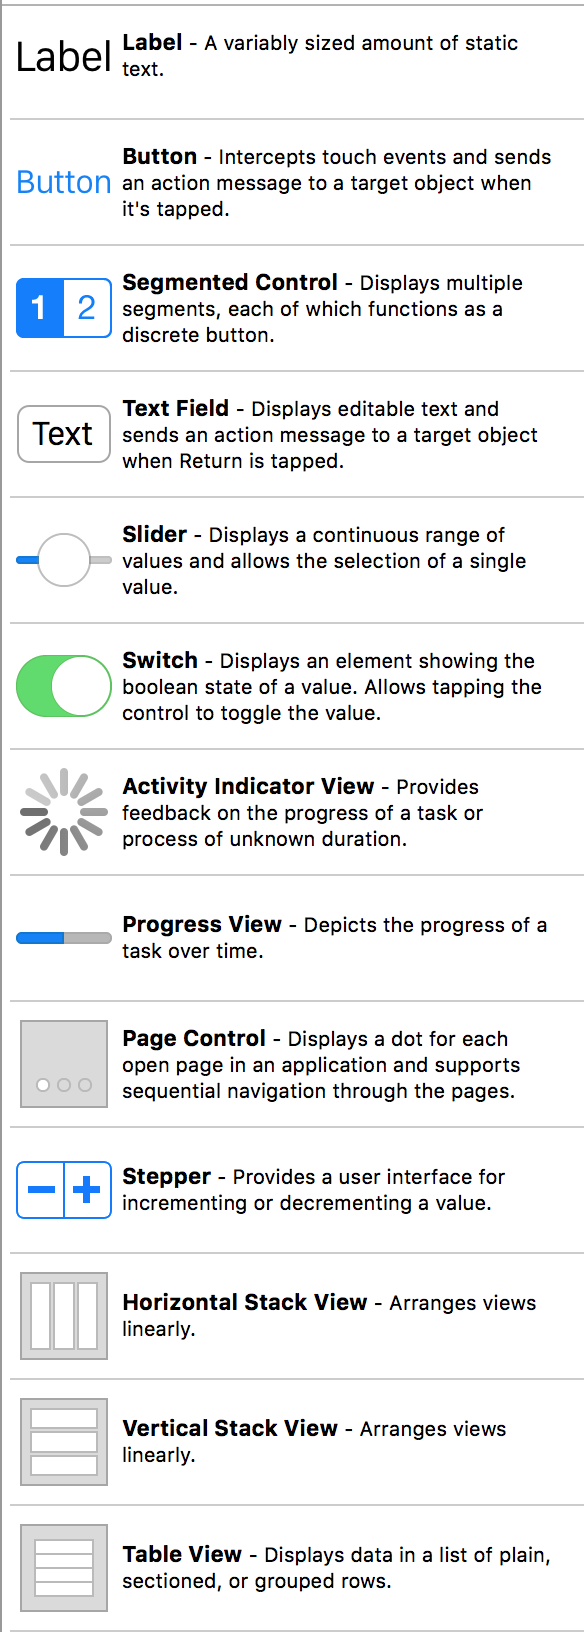 Label
Label - A variably sized amount of static
text.
Button
Button - Intercepts touch events and sends
an action message to a target object when
it's tapped.
1 2
Segmented Control - Displays multiple
segments, each of which functions as a
discrete button.
Text
Text Field - Displays editable text and
sends an action message to a target object
when Return is tapped.
Slider - Displays a continuous range of
values and allows the selection of a single
value.
Switch - Displays an element showing the
boolean state of a value. Allows tapping the
control to toggle the value.
Activity Indicator View - Provides
feedback on the progress of a task or
process of unknown duration.
Progress View - Depicts the progress of a
task over time.
Page Control - Displays a dot for each
open page in an application and supports
sequential navigation through the pages.
Stepper - Provides a user interface for
incrementing or decrementing a value.
Horizontal Stack View - Arranges views
linearly.
Vertical Stack View - Arranges views
linearly.
Table View - Displays data in a list of plain,
sectioned, or grouped rows.